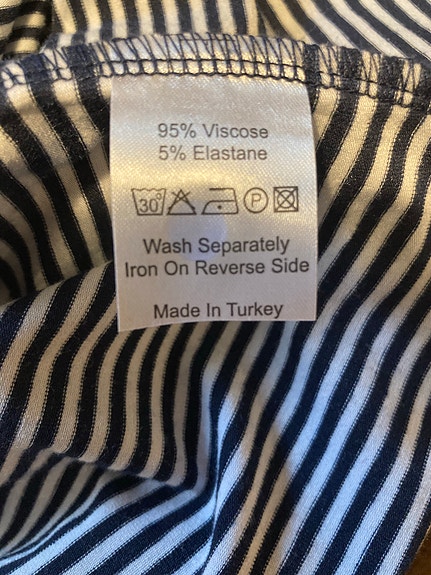 95% Viscose
5% Elastane
30° P
Wash Separately
Iron On Reverse Side
Made In Turkey